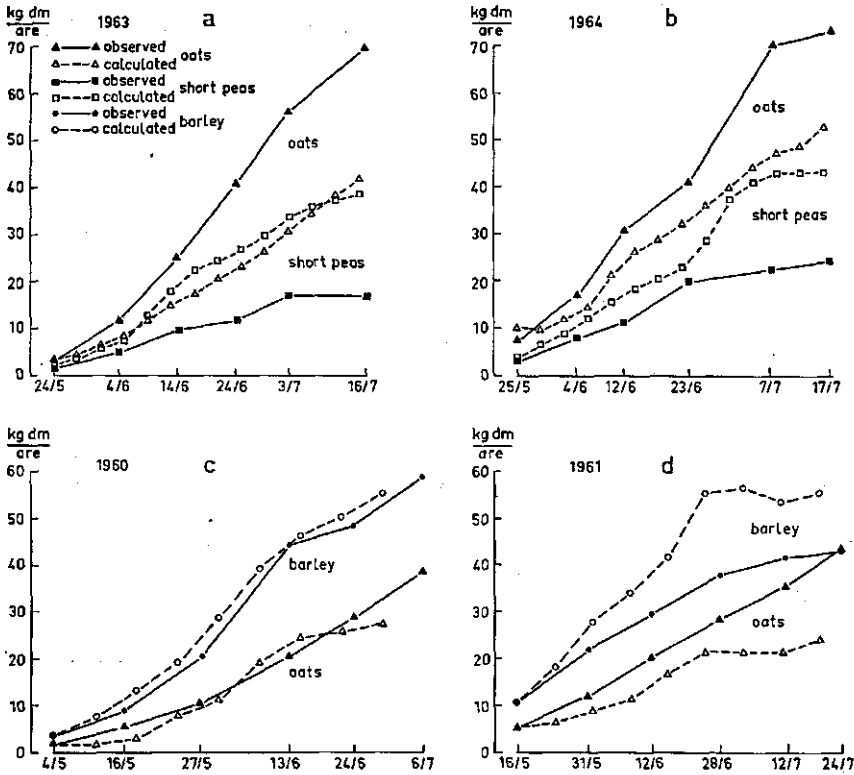 kg dm
are
1963
a
observed
calculated
oats
observed
calculated
short peas
observed
calculated
barley
70
60
50
40
30
20
10
0
oats
short peas
24/5 4/6 14/6 24/6 3/7 16/7
kg dm
are
1964
b
70
60
50
40
30
20
10
0
oats
short peas
25/5 4/6 12/6 23/6 7/7 17/7
kg dm
are
1960
c
60
50
40
30
20
10
0
barley
oats
4/5 16/5 27/5 13/6 24/6 6/7
kg dm
are
1961
d
60
50
40
30
20
10
0
barley
oats
16/5 31/5 12/6 28/6 12/7 24/7